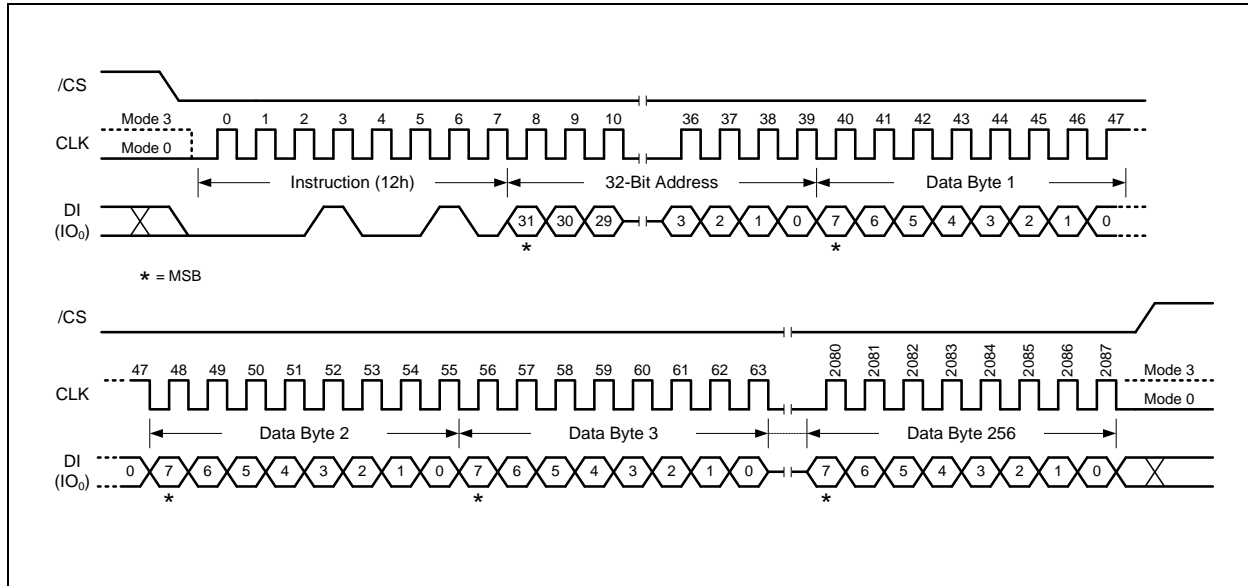 /CS
Mode 3 0 1 2 3 4 5 6 7 8 9 10 36 37 38 39 40 41 42 43 44 45 46 47
CLK
Mode 0
Instruction (12h) 32-Bit Address Data Byte 1
DI
(IO₀)
31 30 29 3 2 1 0 7 6 5 4 3 2 1 0
* *
* = MSB
/CS
47 48 49 50 51 52 53 54 55 56 57 58 59 60 61 62 63 2080 2081 2082 2083 2084 2085 2086 2087
Mode 3
CLK
Mode 0
Data Byte 2 Data Byte 3 Data Byte 256
DI
(IO₀)
0 7 6 5 4 3 2 1 0 7 6 5 4 3 2 1 0 7 6 5 4 3 2 1 0
* * *